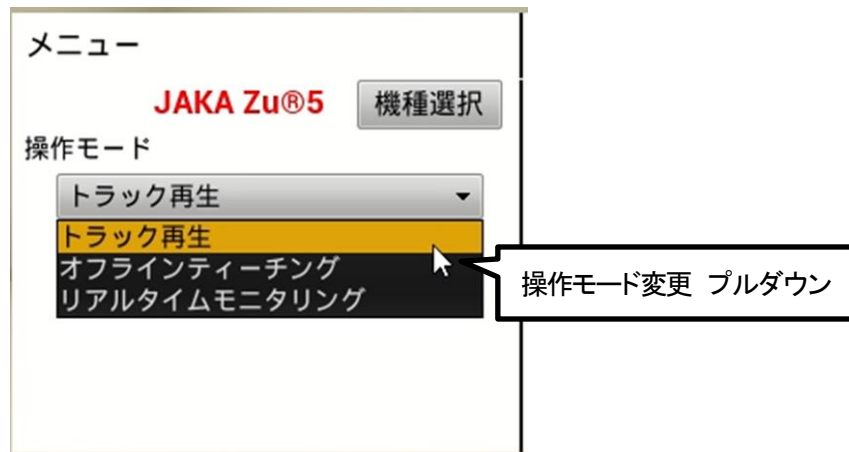 メニュー
JAKA Zu®5 機種選択
操作モード
トラック再生
トラック再生
オフラインティーチング
リアルタイムモニタリング
操作モード変更 プルダウン